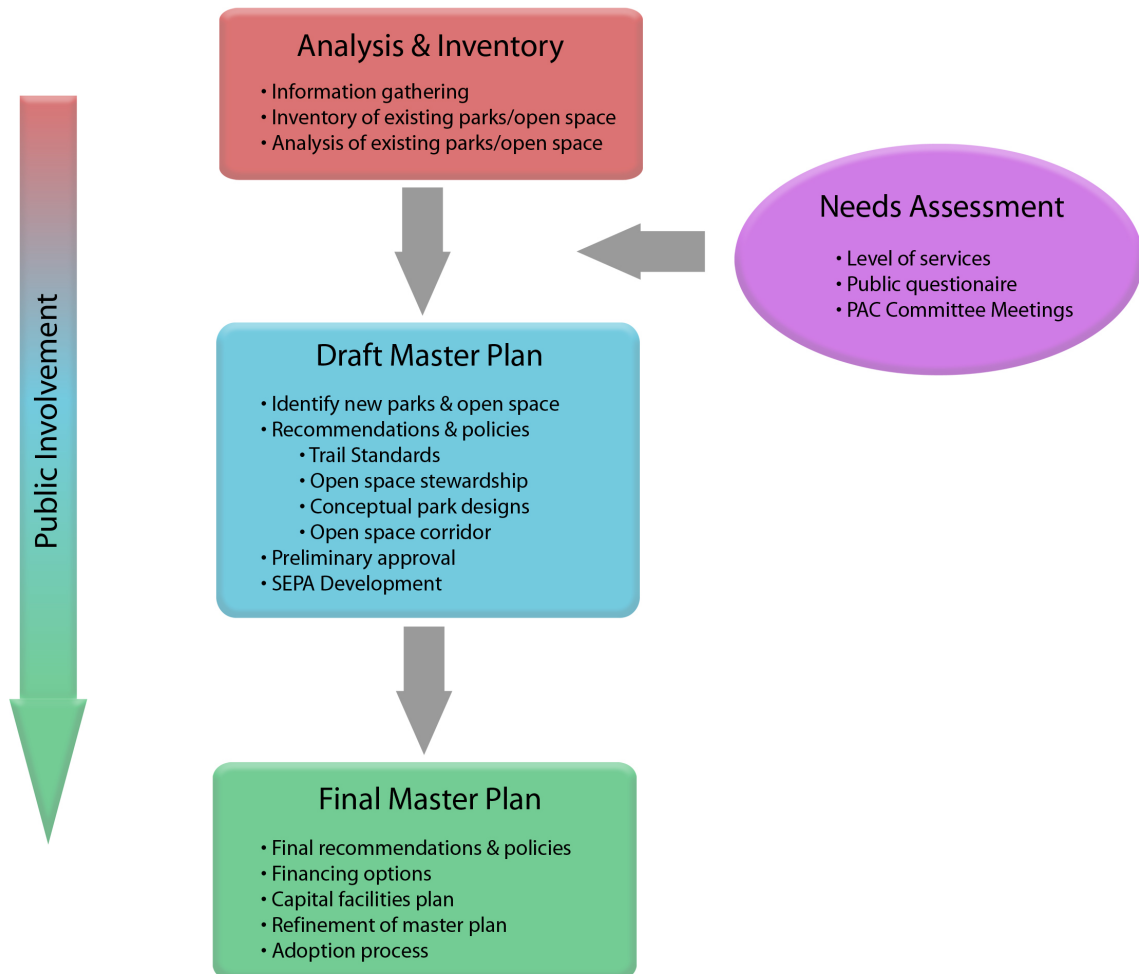 Analysis & Inventory
• Information gathering
• Inventory of existing parks/open space
• Analysis of existing parks/open space
Needs Assessment
• Level of services
• Public questionaire
• PAC Committee Meetings
Public Involvement
Draft Master Plan
• Identify new parks & open space
• Recommendations & policies
• Trail Standards
• Open space stewardship
• Conceptual park designs
• Open space corridor
• Preliminary approval
• SEPA Development
Final Master Plan
• Final recommendations & policies
• Financing options
• Capital facilities plan
• Refinement of master plan
• Adoption process